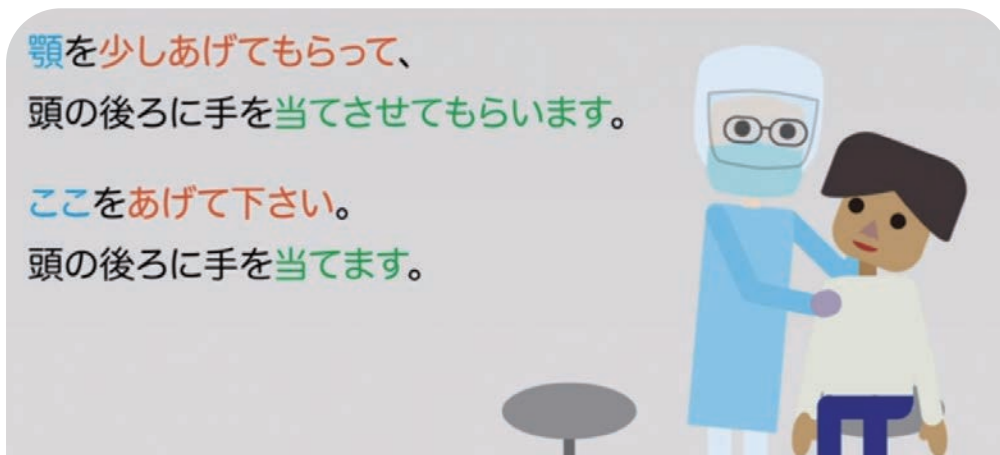 顎を少しあげてもらって、
頭の後ろに手を当てさせてもらいます。
ここをあげて下さい。
頭の後ろに手を当てます。